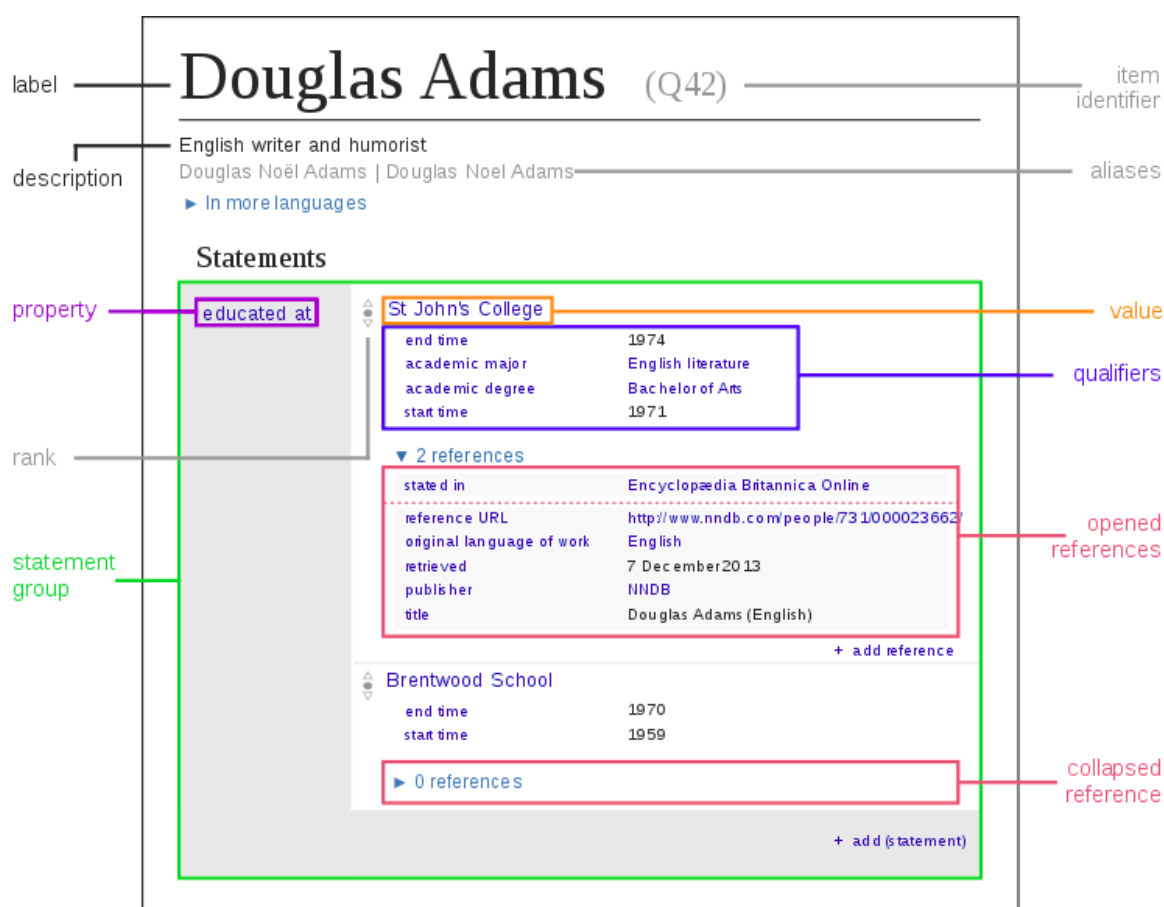 label
Douglas Adams (Q42)
item
identifier
description
English writer and humorist
Douglas Noël Adams | Douglas Noel Adams
aliases
► In more languages
Statements
property
educated at
St John's College
value
end time 1974
academic major English literature
academic degree Bachelor of Arts
start time 1971
qualifiers
rank
▼ 2 references
stated in Encyclopædia Britannica Online
reference URL http://www.nndb.com/people/731/000023662/
original language of work English
retrieved 7 December 2013
publisher NNDB
title Douglas Adams (English)
opened
references
statement
group
+ add reference
Brentwood School
end time 1970
start time 1959
► 0 references
collapsed
reference
+ add (statement)